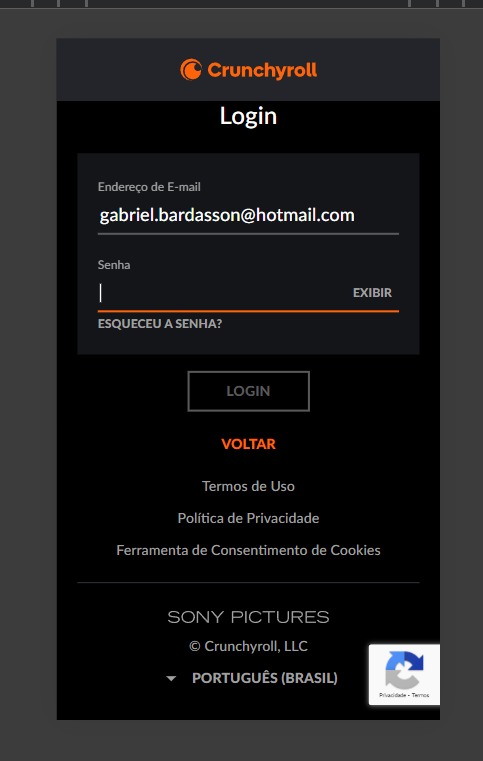 Crunchyroll
Login
Endereço de E-mail
gabriel.bardasson@hotmail.com
Senha
EXIBIR
ESQUECEU A SENHA?
LOGIN
VOLTAR
Termos de Uso
Política de Privacidade
Ferramenta de Consentimento de Cookies
SONY PICTURES
© Crunchyroll, LLC
PORTUGUÊS (BRASIL)
Privacidade - Termos